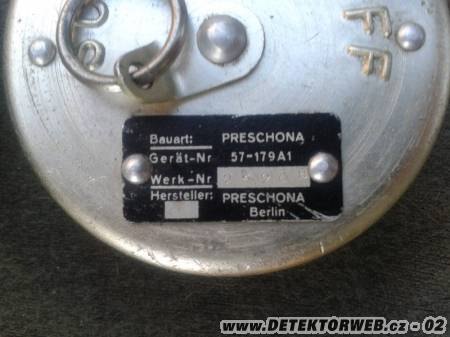 FF
Bauart: PRESCHONA
Gerät-Nr 57-179A1
Werk-Nr
Hersteller: PRESCHONA
Berlin
www.DETEKTORWEB.cz - 02